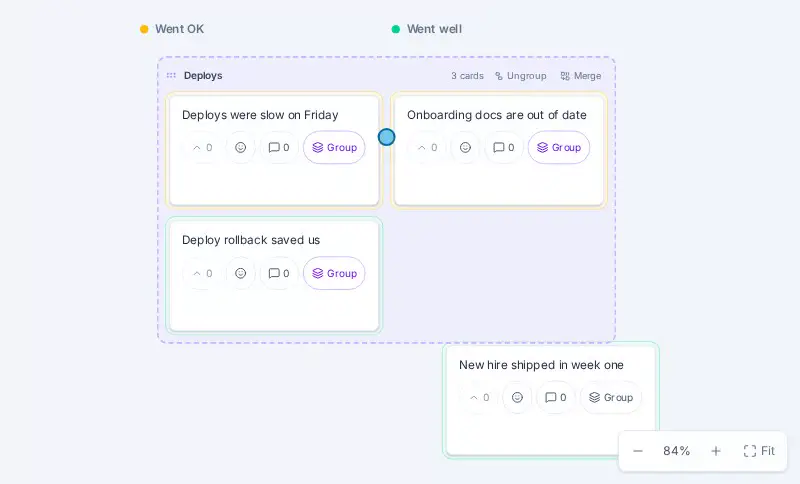 Went OK
Went well
Deploys
3 cards
Ungroup
Merge
Deploys were slow on Friday
0
0
Group
Onboarding docs are out of date
0
0
Group
Deploy rollback saved us
0
0
Group
New hire shipped in week one
0
0
Group
84%
Fit